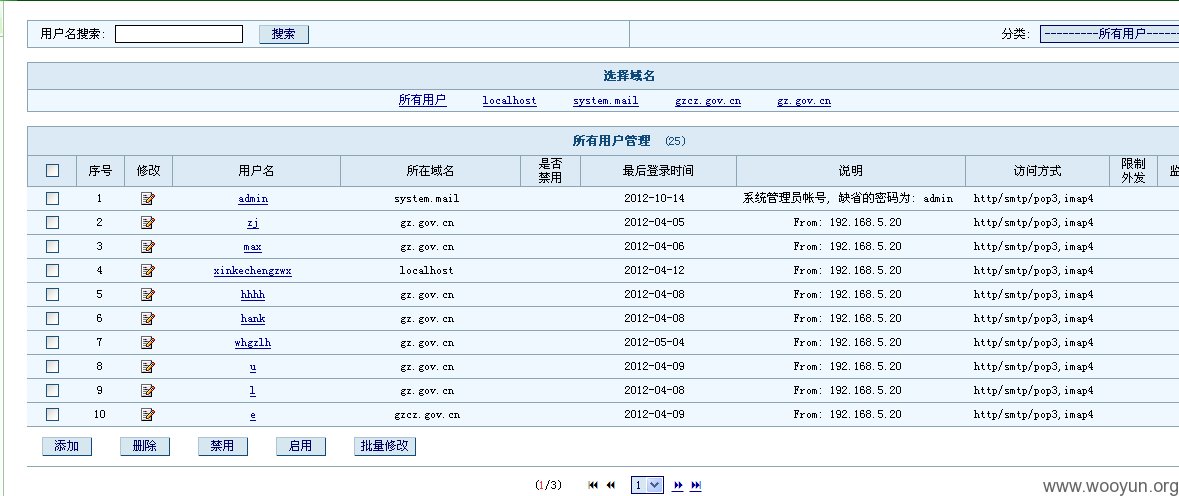 用户名搜索: 搜索 分类: ---------所有用户------
选择域名
所有用户 localhost system.mail gzcz.gov.cn gz.gov.cn
所有用户管理 (25)
序号 修改 用户名 所在域名 是否禁用 最后登录时间 说明 访问方式 限制外发 监
1 admin system.mail 2012-10-14 系统管理员帐号, 缺省的密码为: admin http/smtp/pop3,imap4
2 zj gz.gov.cn 2012-04-05 From: 192.168.5.20 http/smtp/pop3,imap4
3 max gz.gov.cn 2012-04-06 From: 192.168.5.20 http/smtp/pop3,imap4
4 xinkechengzwx localhost 2012-04-12 From: 192.168.5.20 http/smtp/pop3,imap4
5 hhhh gz.gov.cn 2012-04-08 From: 192.168.5.20 http/smtp/pop3,imap4
6 hank gz.gov.cn 2012-04-08 From: 192.168.5.20 http/smtp/pop3,imap4
7 whgzlh gz.gov.cn 2012-05-04 From: 192.168.5.20 http/smtp/pop3,imap4
8 u gz.gov.cn 2012-04-09 From: 192.168.5.20 http/smtp/pop3,imap4
9 l gz.gov.cn 2012-04-08 From: 192.168.5.20 http/smtp/pop3,imap4
10 e gzcz.gov.cn 2012-04-09 From: 192.168.5.20 http/smtp/pop3,imap4
添加 删除 禁用 启用 批量修改
(1/3) 1
www.wooyun.org